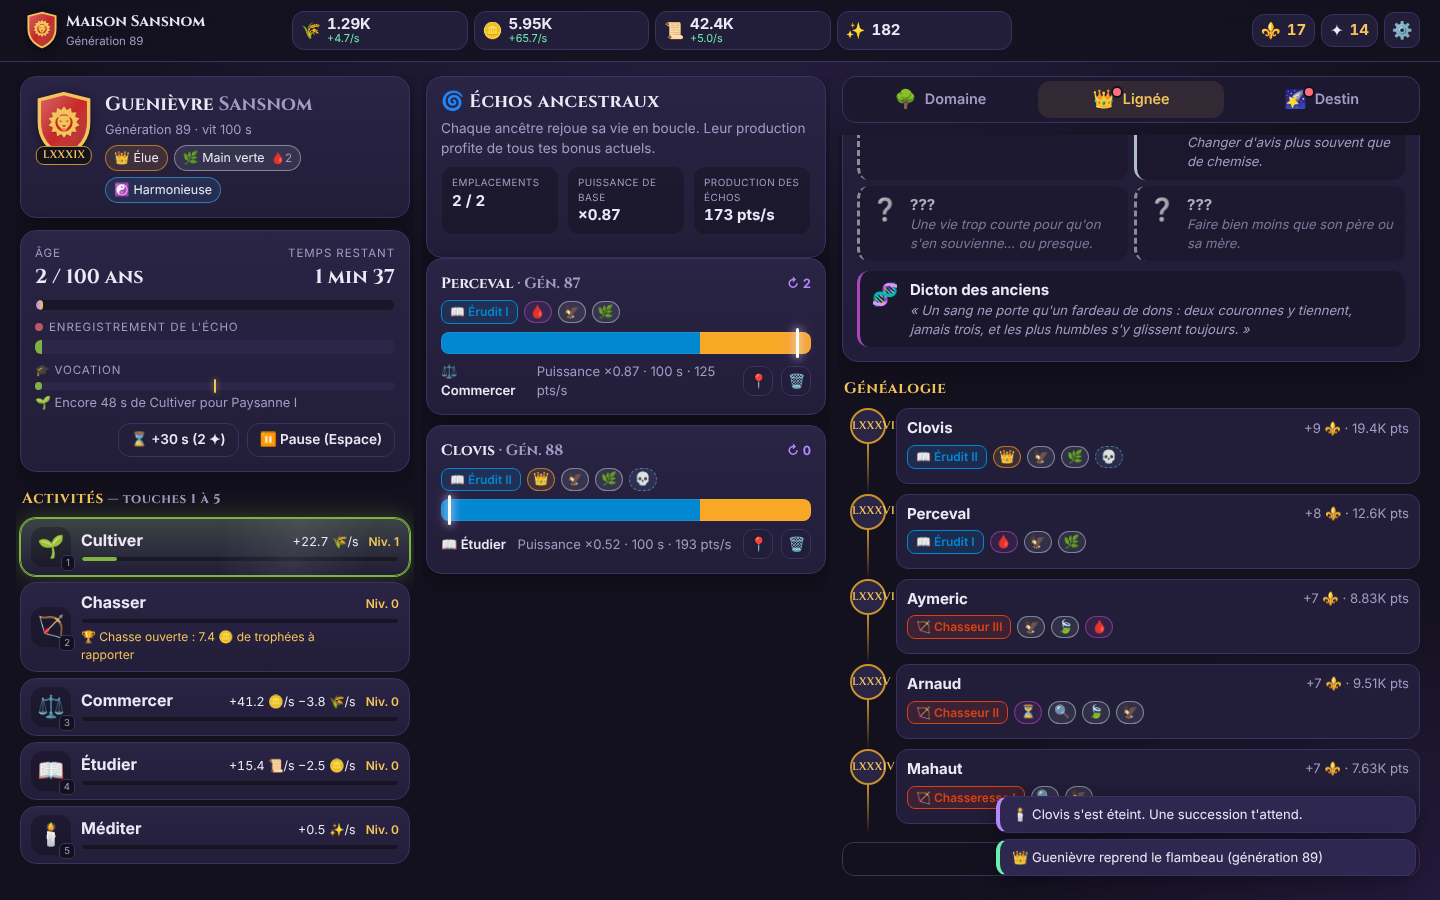 Maison Sansnom
Génération 89
1.29K
+4.7/s
5.95K
+65.7/s
42.4K
+5.0/s
182
17
14
LXXXIX
Guenièvre Sansnom
Génération 89 · vit 100 s
Élue
Main verte 2
Harmonieuse
ÂGE
TEMPS RESTANT
2 / 100 ans
1 min 37
ENREGISTREMENT DE L'ÉCHO
VOCATION
Encore 48 s de Cultiver pour Paysanne I
+30 s (2 ✦)
Pause (Espace)
Activités — touches 1 à 5
Cultiver
+22.7 /s Niv. 1
1
Chasser
Niv. 0
2
Chasse ouverte : 7.4 de trophées à
rapporter
Commercer
+41.2 /s −3.8 /s Niv. 0
3
Étudier
+15.4 /s −2.5 /s Niv. 0
4
Méditer
+0.5 /s Niv. 0
5
Échos ancestraux
Chaque ancêtre rejoue sa vie en boucle. Leur production
profite de tous tes bonus actuels.
EMPLACEMENTS
2 / 2
PUISSANCE DE
BASE
×0.87
PRODUCTION DES
ÉCHOS
173 pts/s
Perceval · Gén. 87
↻ 2
Érudit I
Commercer
Puissance ×0.87 · 100 s · 125
pts/s
Clovis · Gén. 88
↻ 0
Érudit II
Étudier
Puissance ×0.52 · 100 s · 193 pts/s
Domaine
Lignée
Destin
Changer d'avis plus souvent que
de chemise.
???
Une vie trop courte pour qu'on
s'en souvienne… ou presque.
???
Faire bien moins que son père ou
sa mère.
Dicton des anciens
« Un sang ne porte qu'un fardeau de dons : deux couronnes y tiennent,
jamais trois, et les plus humbles s'y glissent toujours. »
Généalogie
Clovis
+9 · 19.4K pts
Érudit II
Perceval
+8 · 12.6K pts
Érudit I
Aymeric
+7 · 8.83K pts
Chasseur III
LXXXV
Arnaud
+7 · 9.51K pts
Chasseur II
LXXXIV
Mahaut
+7 · 7.63K pts
Clovis s'est éteint. Une succession t'attend.
Guenièvre reprend le flambeau (génération 89)